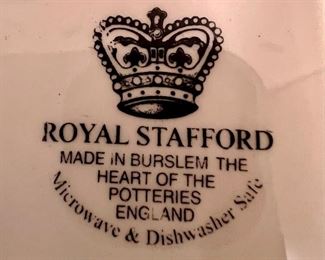 ROYAL STAFFORD
MADE IN BURSLEM THE
HEART OF THE
POTTERIES
ENGLAND
Microwave & Dishwasher Safe